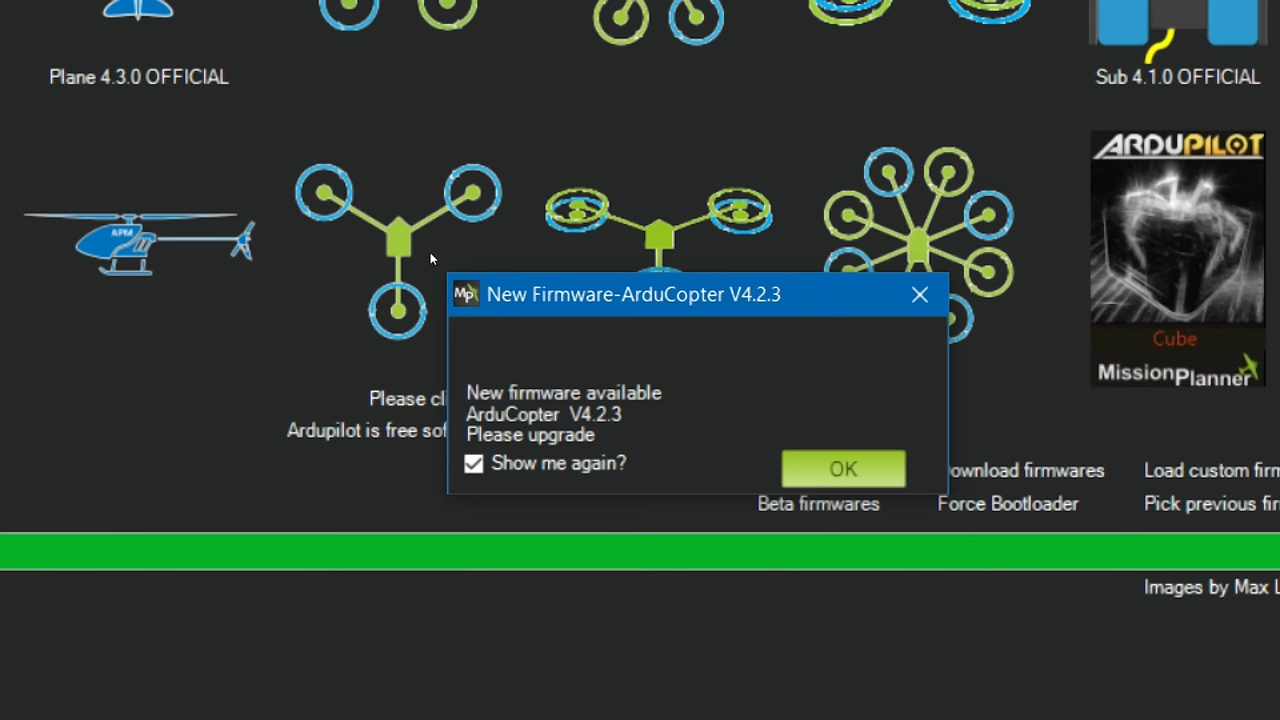 Plane 4.3.0 OFFICIAL
Sub 4.1.0 OFFICIAL
ARDUPILOT
APM
Cube
MissionPlanner
New Firmware-ArduCopter V4.2.3
New firmware available
ArduCopter V4.2.3
Please upgrade
Show me again?
OK
Please cl
Ardupilot is free sof
ownload firmwares
Load custom firm
Beta firmwares
Force Bootloader
Pick previous fir
Images by Max L